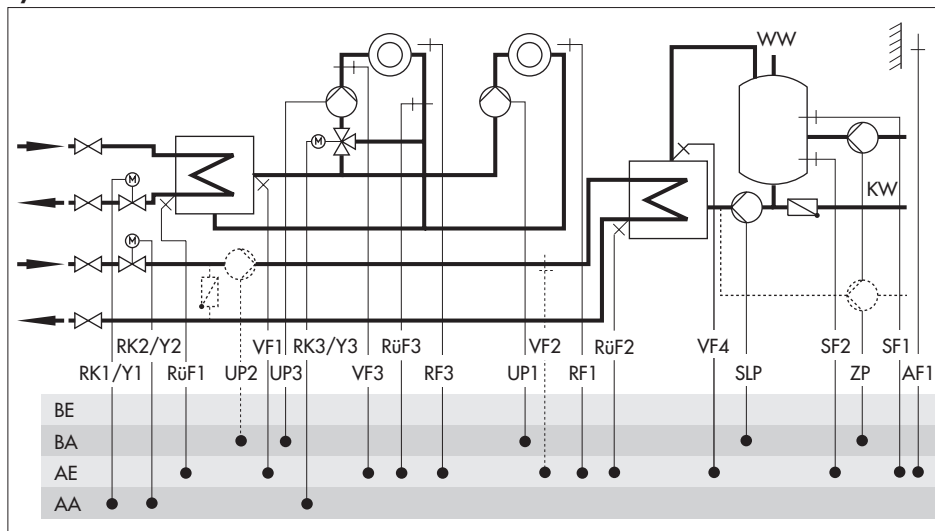 WW
M
M
KW
M
RK2/Y2 VF1 RK3/Y3 RüF3 VF2 RüF2 VF4 SF2 SF1
RK1/Y1 RüF1 UP2 UP3 VF3 RF3 UP1 RF1 SLP ZP AF1
BE
BA
AE
AA